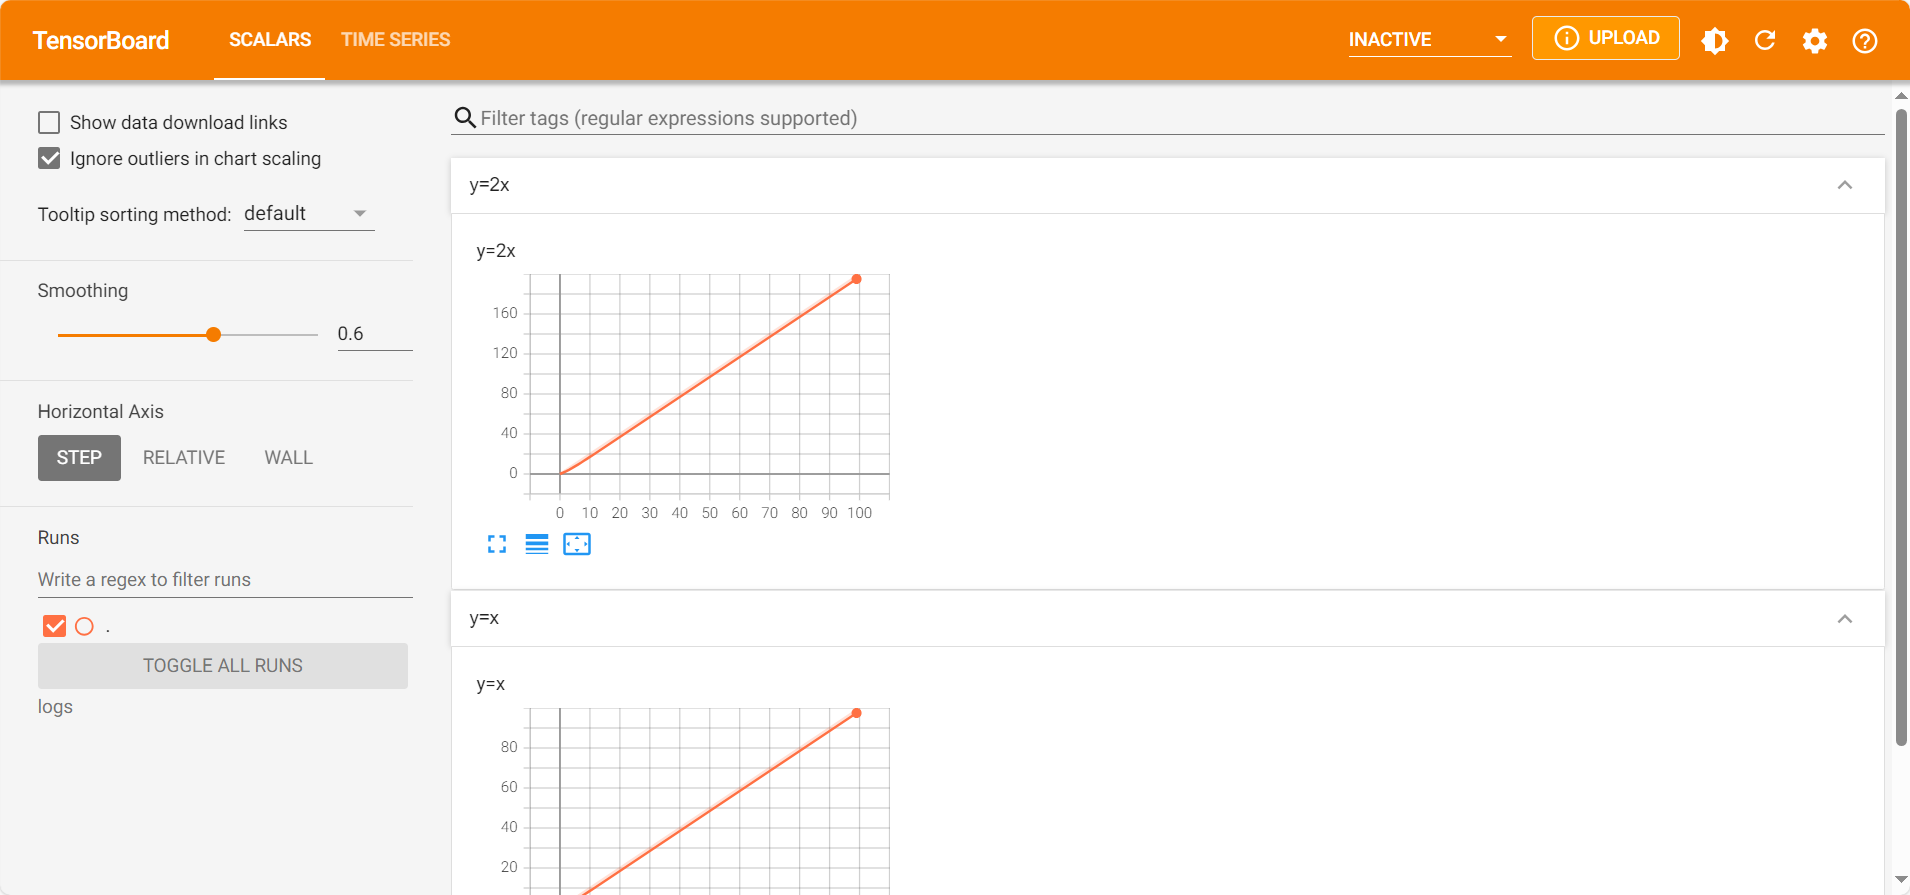 TensorBoard SCALARS TIME SERIES INACTIVE UPLOAD
Show data download links
Ignore outliers in chart scaling
Tooltip sorting method: default
Smoothing
0.6
Horizontal Axis
STEP RELATIVE WALL
Runs
Write a regex to filter runs
.
TOGGLE ALL RUNS
logs
Filter tags (regular expressions supported)
y=2x
y=2x
160
120
80
40
0
0 10 20 30 40 50 60 70 80 90 100
y=x
y=x
80
60
40
20